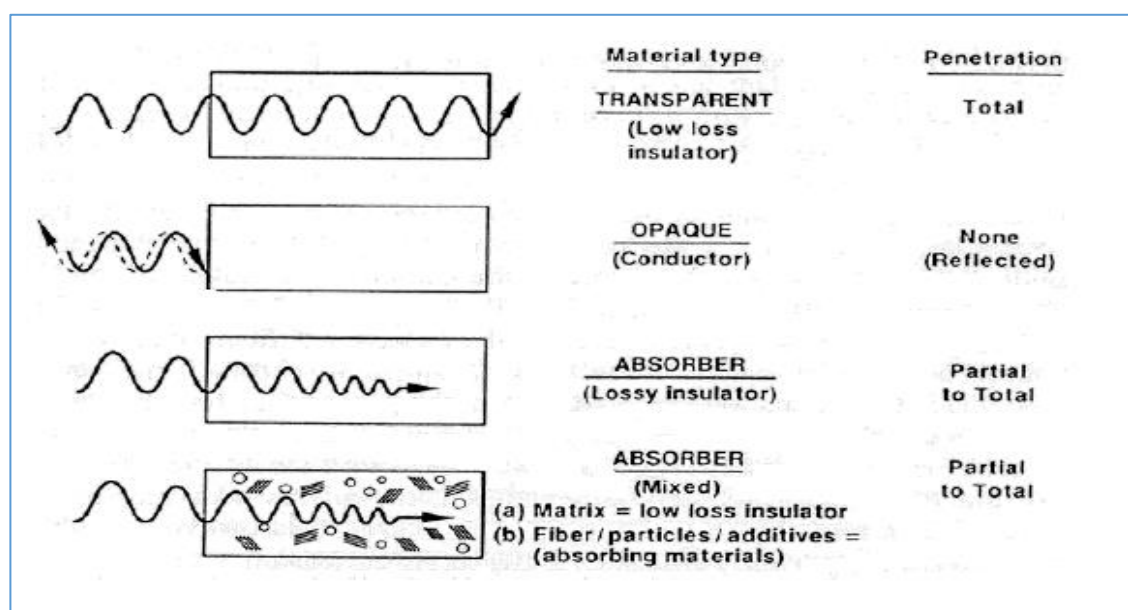 Material type
Penetration
TRANSPARENT
(Low loss
insulator)
Total
OPAQUE
(Conductor)
None
(Reflected)
ABSORBER
(Lossy insulator)
Partial
to Total
ABSORBER
(Mixed)
(a) Matrix = low loss insulator
(b) Fiber/particles/additives =
(absorbing materials)
Partial
to Total